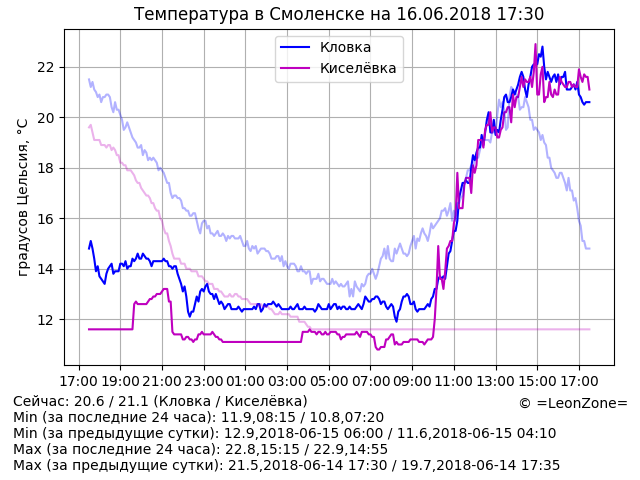 Температура в Смоленске на 16.06.2018 17:30
Кловка
Киселёвка
градусов Цельсия, °C
22
20
18
16
14
12
17:00 19:00 21:00 23:00 01:00 03:00 05:00 07:00 09:00 11:00 13:00 15:00 17:00
Сейчас: 20.6 / 21.1 (Кловка / Киселёвка)
© =LeonZone=
Min (за последние 24 часа): 11.9,08:15 / 10.8,07:20
Min (за предыдущие сутки): 12.9,2018-06-15 06:00 / 11.6,2018-06-15 04:10
Max (за последние 24 часа): 22.8,15:15 / 22.9,14:55
Max (за предыдущие сутки): 21.5,2018-06-14 17:30 / 19.7,2018-06-14 17:35